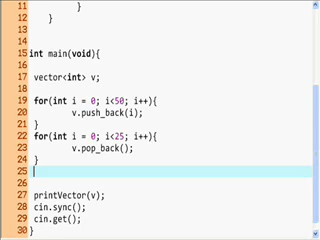 11 }
12 }
13
14
15 int main(void){
16
17 vector<int> v;
18
19 for(int i = 0; i<50; i++){
20 v.push_back(i);
21 }
22 for(int i = 0; i<25; i++){
23 v.pop_back();
24 }
25
26
27 printVector(v);
28 cin.sync();
29 cin.get();
30 }